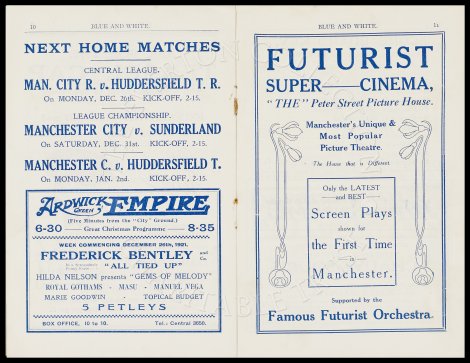 10
BLUE AND WHITE.
NEXT HOME MATCHES
CENTRAL LEAGUE.
MAN. CITY R. v. HUDDERSFIELD T. R.
On MONDAY, DEC. 26th. KICK-OFF, 2-15.
LEAGUE CHAMPIONSHIP.
MANCHESTER CITY v. SUNDERLAND
On SATURDAY, DEC. 31st. KICK-OFF, 2-15.
MANCHESTER C. v. HUDDERSFIELD T.
On MONDAY, JAN. 2nd. KICK-OFF, 2-15.
ARDWICK GREEN EMPIRE
(Five Minutes from the "City" Ground.)
6-30 Great Christmas Programme 8-35
WEEK COMMENCING DECEMBER 26th, 1921.
FREDERICK BENTLEY and Co.
"ALL TIED UP"
HILDA NELSON presents "GEMS OF MELODY"
ROYAL GOTHAMS - MASU - MANUEL VEGA
MARIE GOODWIN - TOPICAL BUDGET
5 PETLEYS
BOX OFFICE, 10 to 10. Tel.: Central 3650.
BLUE AND WHITE.
11
FUTURIST
SUPER CINEMA,
"THE" Peter Street Picture House.
Manchester's Unique &
Most Popular
Picture Theatre.
The House that is Different.
Only the LATEST
and BEST
Screen Plays
shown for
the First Time
in
Manchester.
Supported by the
Famous Futurist Orchestra.